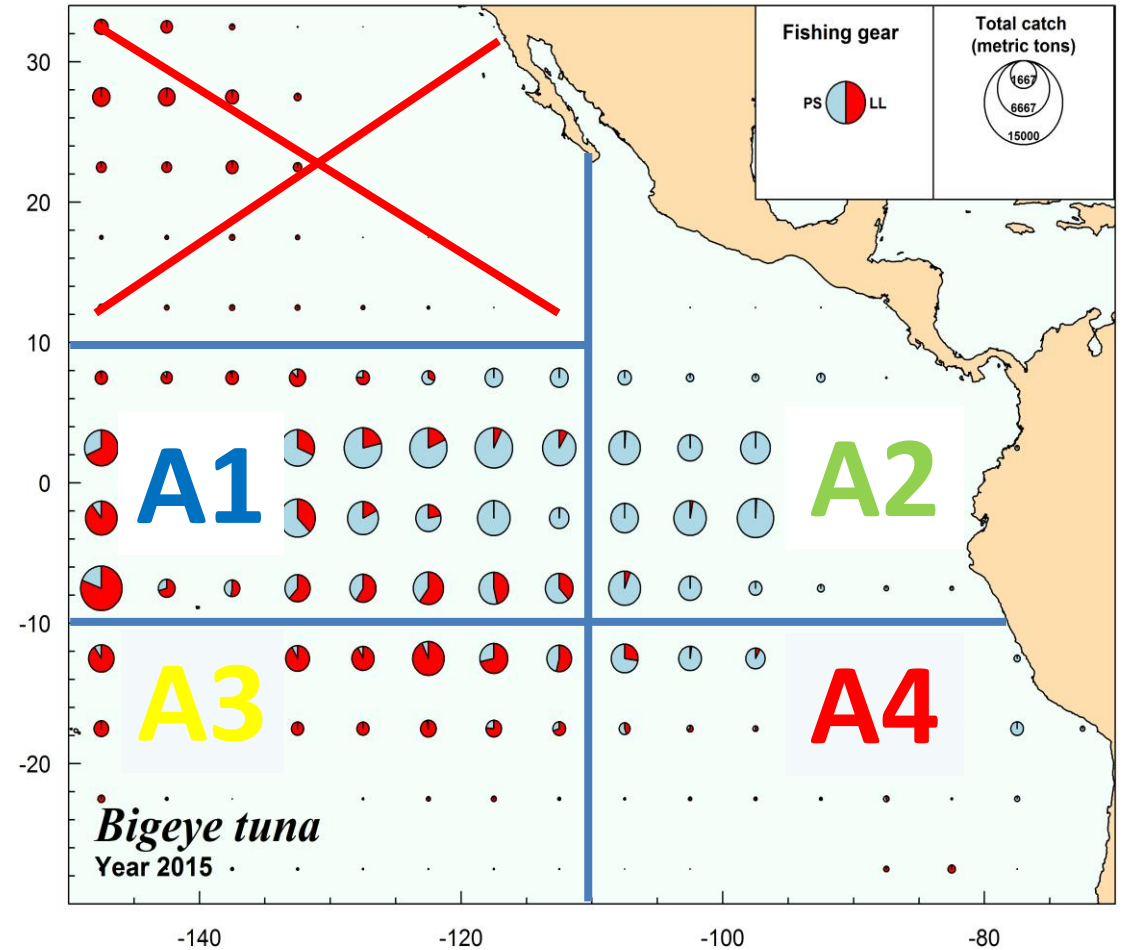 Fishing gear
PS LL
Total catch
(metric tons)
1667
6667
15000
30
20
10
0
-10
-20
A1
A2
A3
A4
Bigeye tuna
Year 2015
-140
-120
-100
-80